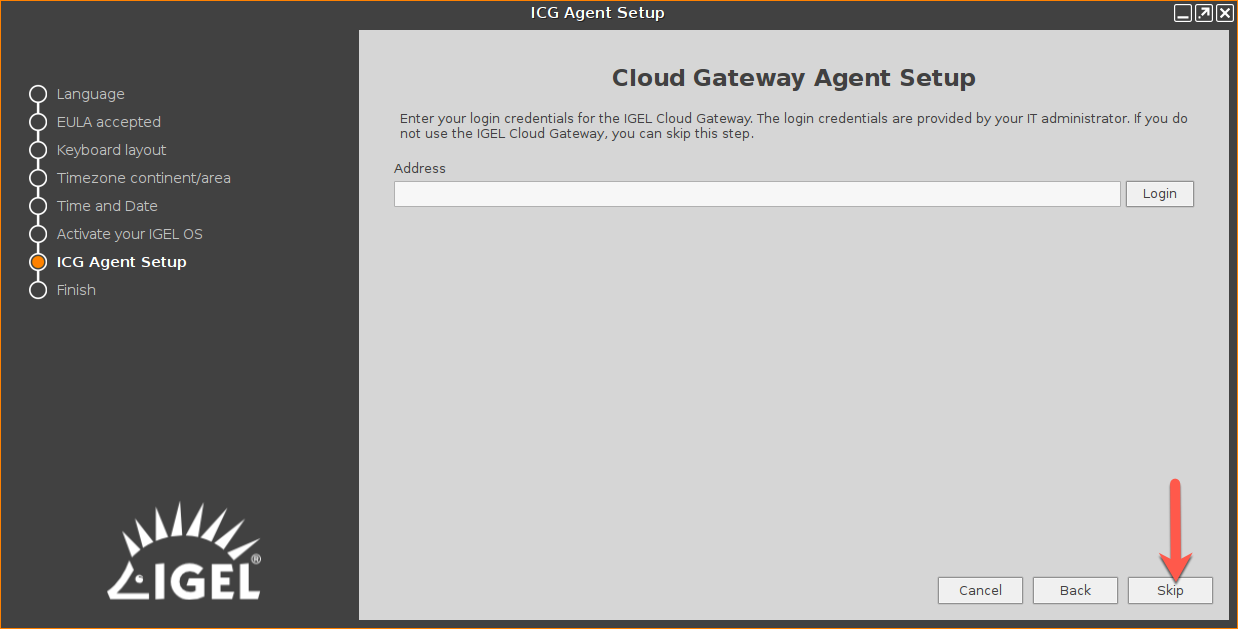 ICG Agent Setup
Language
EULA accepted
Keyboard layout
Timezone continent/area
Time and Date
Activate your IGEL OS
ICG Agent Setup
Finish
IGEL®
Cloud Gateway Agent Setup
Enter your login credentials for the IGEL Cloud Gateway. The login credentials are provided by your IT administrator. If you do
not use the IGEL Cloud Gateway, you can skip this step.
Address
Login
Cancel
Back
Skip